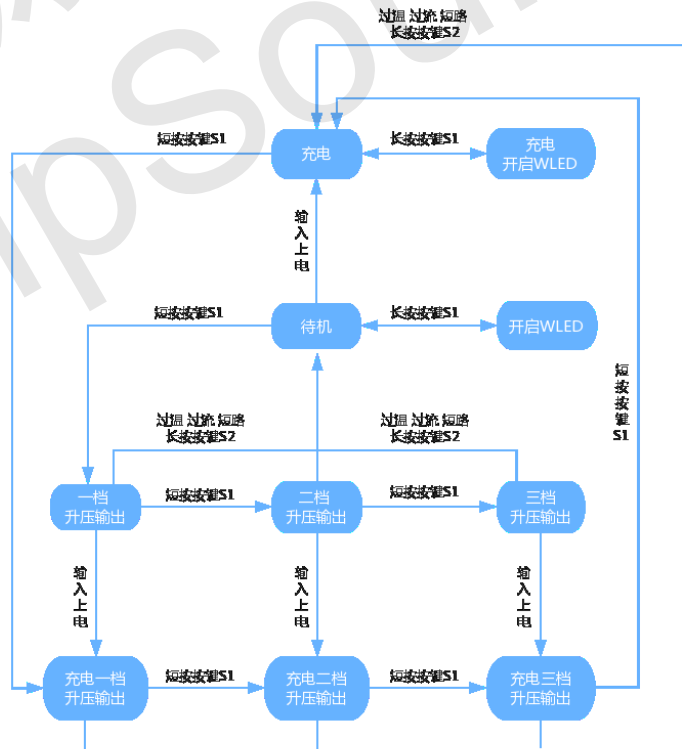 过温 过流 短路
长按按键S2
短按按键S1
充电
长按按键S1
充电
开启WLED
输
入
上
电
短按按键S1
待机
长按按键S1
开启WLED
短
按
按
键
S1
过温 过流 短路
长按按键S2
过温 过流 短路
长按按键S2
一档
升压输出
短按按键S1
二档
升压输出
短按按键S1
三档
升压输出
输
入
上
电
输
入
上
电
输
入
上
电
充电一档
升压输出
短按按键S1
充电二档
升压输出
短按按键S1
充电三档
升压输出